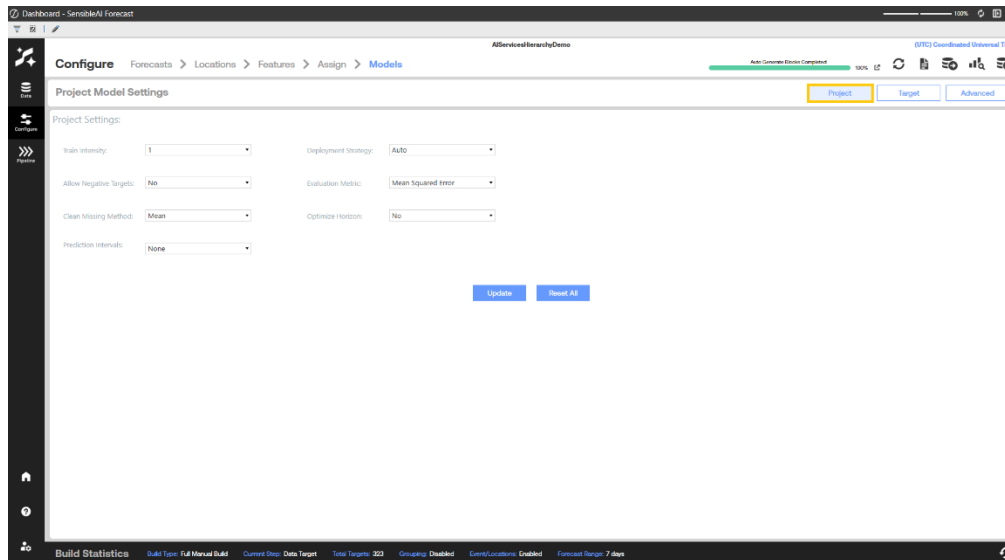 Dashboard - SensibleAI Forecast
100%
AIServicesHierarchyDemo
(UTC) Coordinated Universal T
Configure Forecasts > Locations > Features > Assign > Models
Auto Generate Blocks Completed
100%
Data
Project Model Settings
Project Target Advanced
Configure
Project Settings:
Pipeline
Train Intensity: 1 Deployment Strategy: Auto
Allow Negative Targets: No Evaluation Metric: Mean Squared Error
Clean Missing Method: Mean Optimize Horizon: No
Prediction Intervals: None
Update Reset All
Build Statistics Build Type: Full Manual Build Current Step: Data Target Total Targets: 323 Grouping: Disabled Event/Locations: Enabled Forecast Range: 7 days